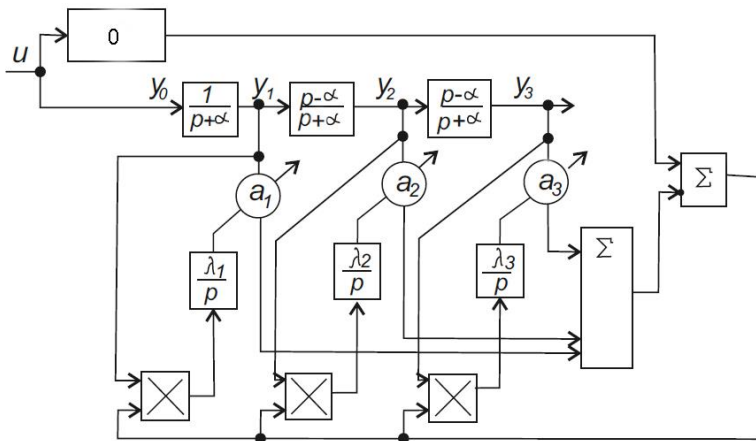 0
u
y0 1/(p+α) y1 (p-α)/(p+α) y2 (p-α)/(p+α) y3
a1 a2 a3
Σ
Σ
λ1/p λ2/p λ3/p